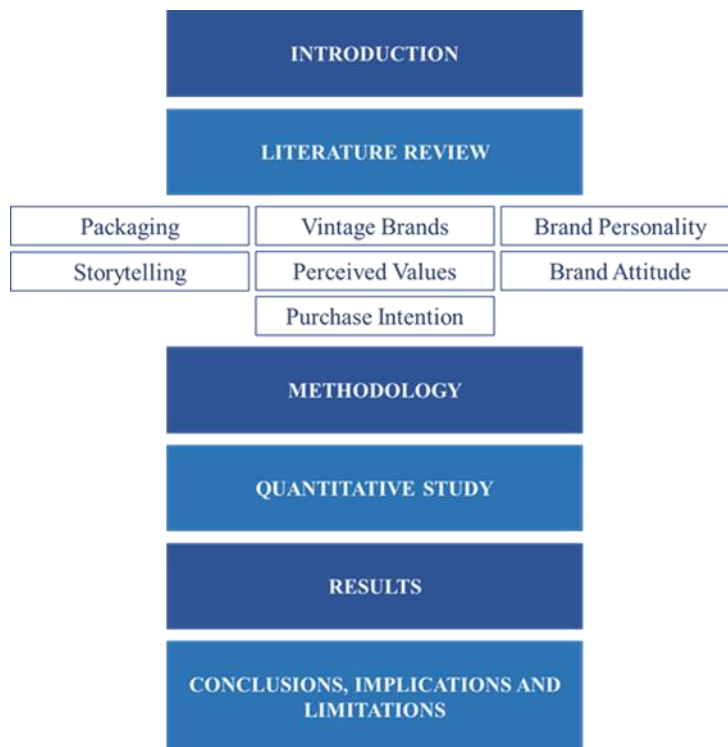 INTRODUCTION
LITERATURE REVIEW
Packaging
Vintage Brands
Brand Personality
Storytelling
Perceived Values
Brand Attitude
Purchase Intention
METHODOLOGY
QUANTITATIVE STUDY
RESULTS
CONCLUSIONS, IMPLICATIONS AND
LIMITATIONS